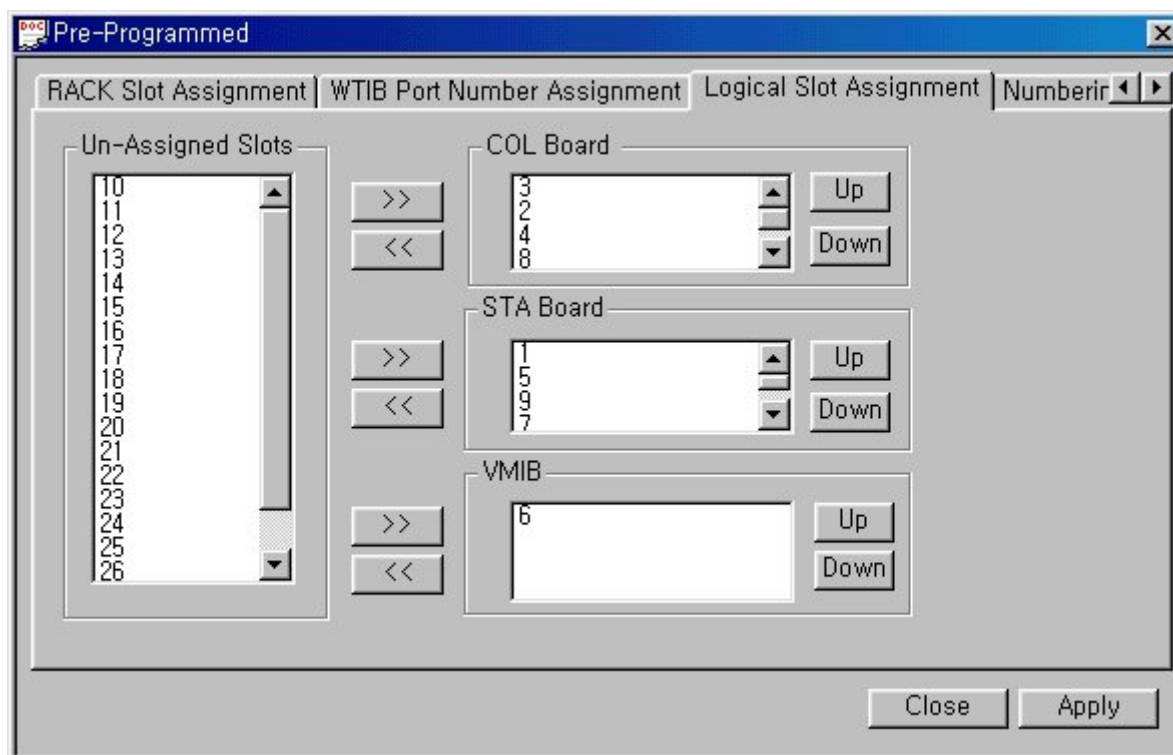 DOC Pre-Programmed
RACK Slot Assignment WTIB Port Number Assignment Logical Slot Assignment Numberin
Un-Assigned Slots
10
11
12
13
14
15
16
17
18
19
20
21
22
23
24
25
26
>>
<<
>>
<<
>>
<<
COL Board
3
2
4
8
Up
Down
STA Board
1
5
9
7
Up
Down
VMIB
6
Up
Down
Close Apply